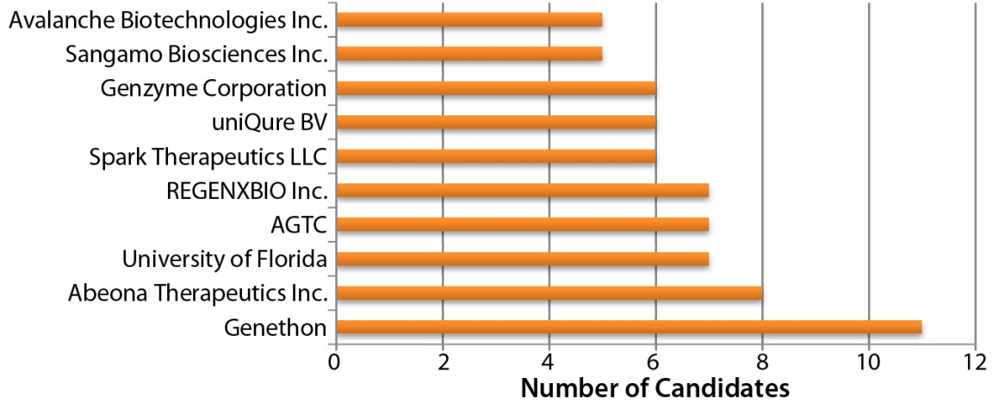 Avalanche Biotechnologies Inc.
Sangamo Biosciences Inc.
Genzyme Corporation
uniQure BV
Spark Therapeutics LLC
REGENXBIO Inc.
AGTC
University of Florida
Abeona Therapeutics Inc.
Genethon
0 2 4 6 8 10 12
Number of Candidates